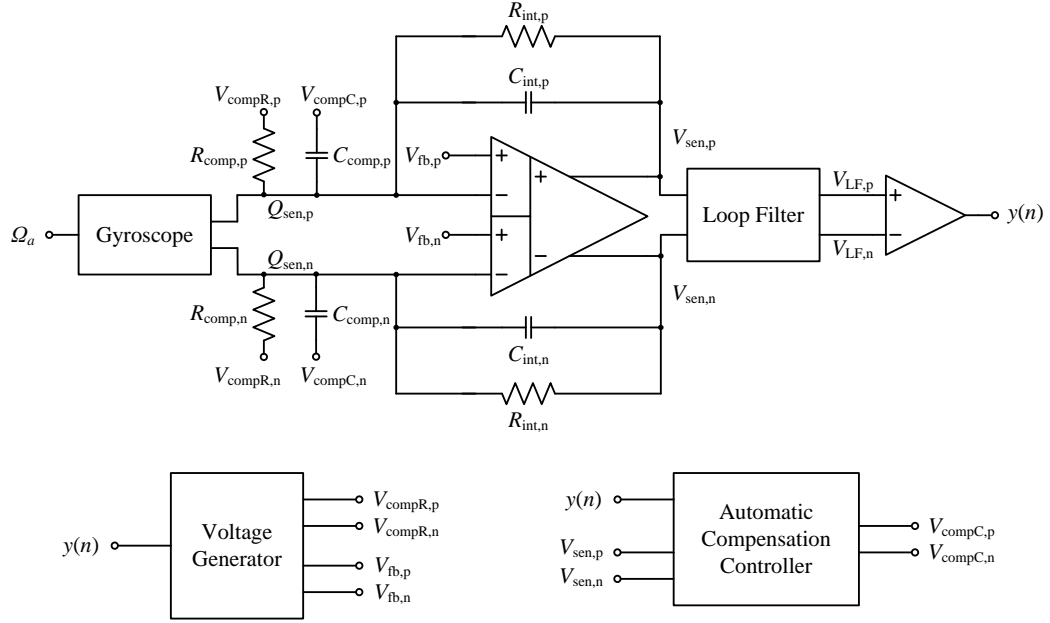 R_int,p
C_int,p
V_compR,p V_compC,p
R_comp,p C_comp,p
V_fb,p + + −
V_sen,p
Q_sen,p
Ω_a Gyroscope
V_fb,n + − −
Loop Filter
V_LF,p + y(n)
V_LF,n −
Q_sen,n
V_sen,n
R_comp,n C_comp,n
V_compR,n V_compC,n
C_int,n
R_int,n
y(n)
Voltage
Generator
V_compR,p
V_compR,n
V_fb,p
V_fb,n
y(n)
V_sen,p
V_sen,n
Automatic
Compensation
Controller
V_compC,p
V_compC,n